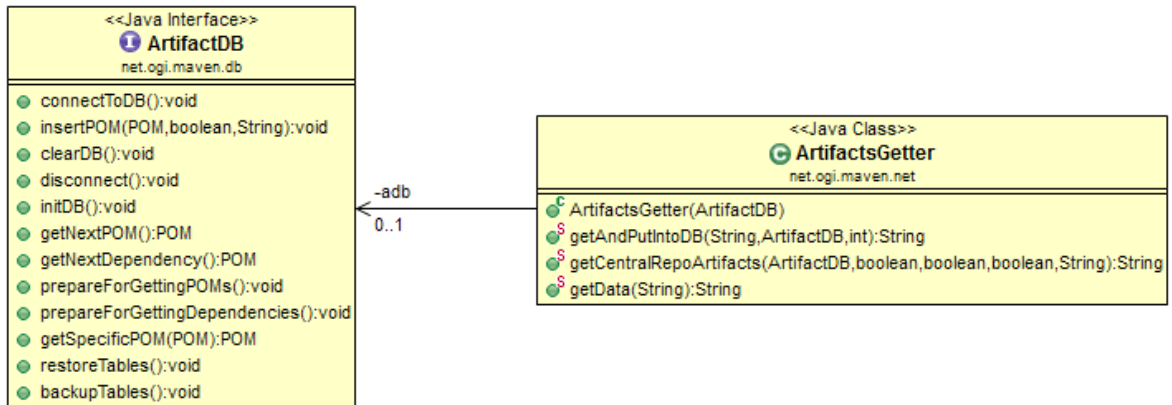 <<Java Interface>>
I ArtifactDB
net.ogi.maven.db
connectToDB():void
insertPOM(POM,boolean,String):void
clearDB():void
disconnect():void
initDB():void
getNextPOM():POM
getNextDependency():POM
prepareForGettingPOMs():void
prepareForGettingDependencies():void
getSpecificPOM(POM):POM
restoreTables():void
backupTables():void
-adb
0..1
<<Java Class>>
C ArtifactsGetter
net.ogi.maven.net
C ArtifactsGetter(ArtifactDB)
S getAndPutIntoDB(String,ArtifactDB,int):String
S getCentralRepoArtifacts(ArtifactDB,boolean,boolean,boolean,String):String
S getData(String):String